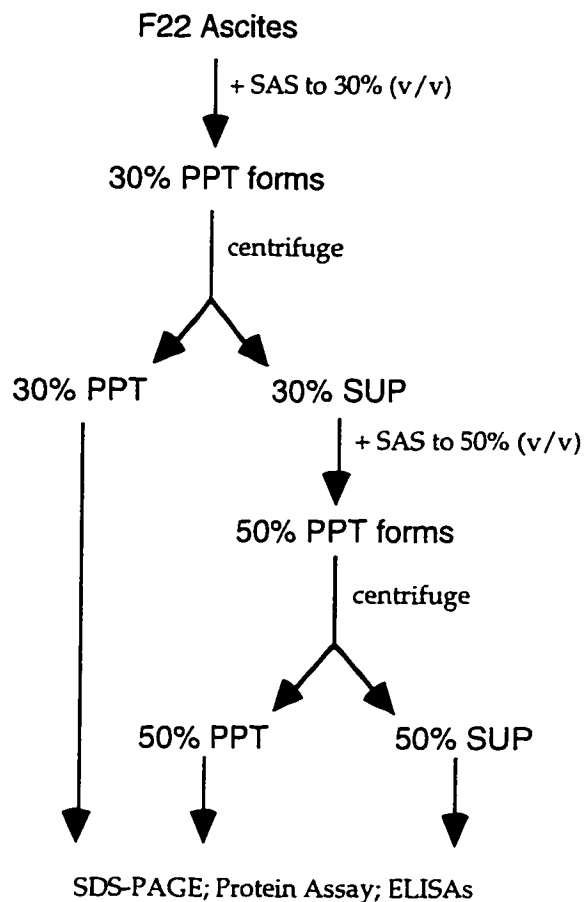 F22 Ascites
+ SAS to 30% (v/v)
30% PPT forms
centrifuge
30% PPT
30% SUP
+ SAS to 50% (v/v)
50% PPT forms
centrifuge
50% PPT
50% SUP
SDS-PAGE; Protein Assay; ELISAs